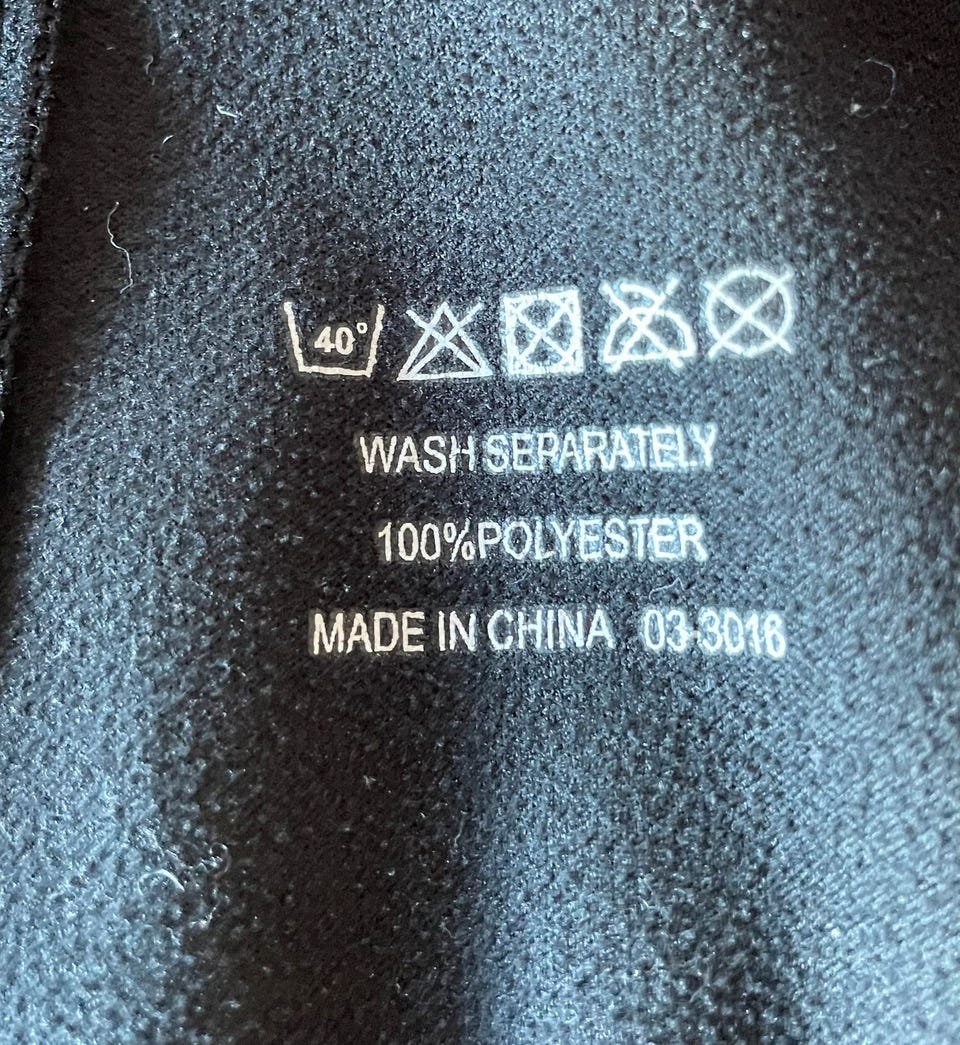 40°
WASH SEPARATELY
100%POLYESTER
MADE IN CHINA 03-3016